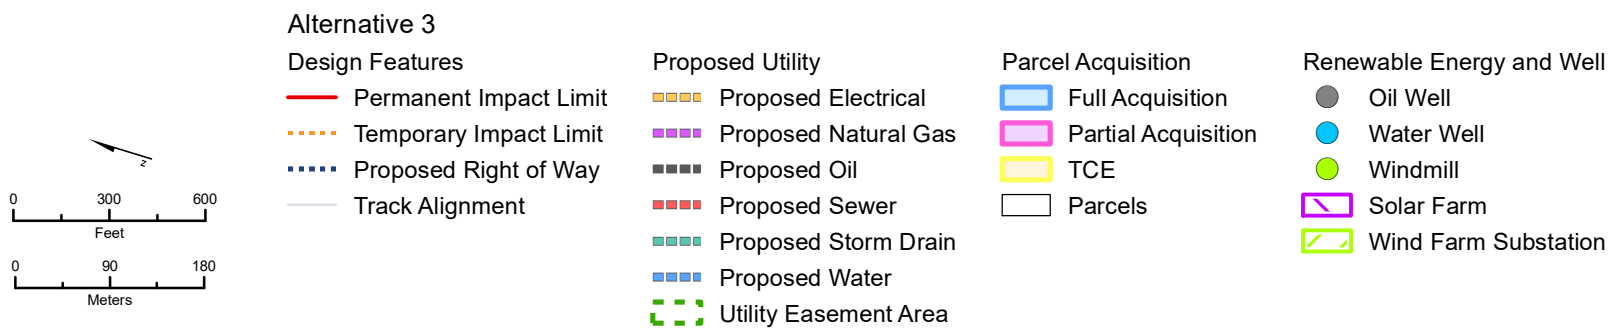 Alternative 3
Design Features
Permanent Impact Limit
Temporary Impact Limit
Proposed Right of Way
Track Alignment
Proposed Utility
Proposed Electrical
Proposed Natural Gas
Proposed Oil
Proposed Sewer
Proposed Storm Drain
Proposed Water
Utility Easement Area
Parcel Acquisition
Full Acquisition
Partial Acquisition
TCE
Parcels
Renewable Energy and Well
Oil Well
Water Well
Windmill
Solar Farm
Wind Farm Substation
z
0 300 600
Feet
0 90 180
Meters